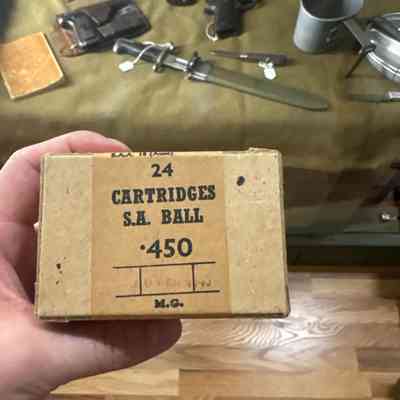 24
CARTRIDGES
S.A. BALL
·450
M.G.